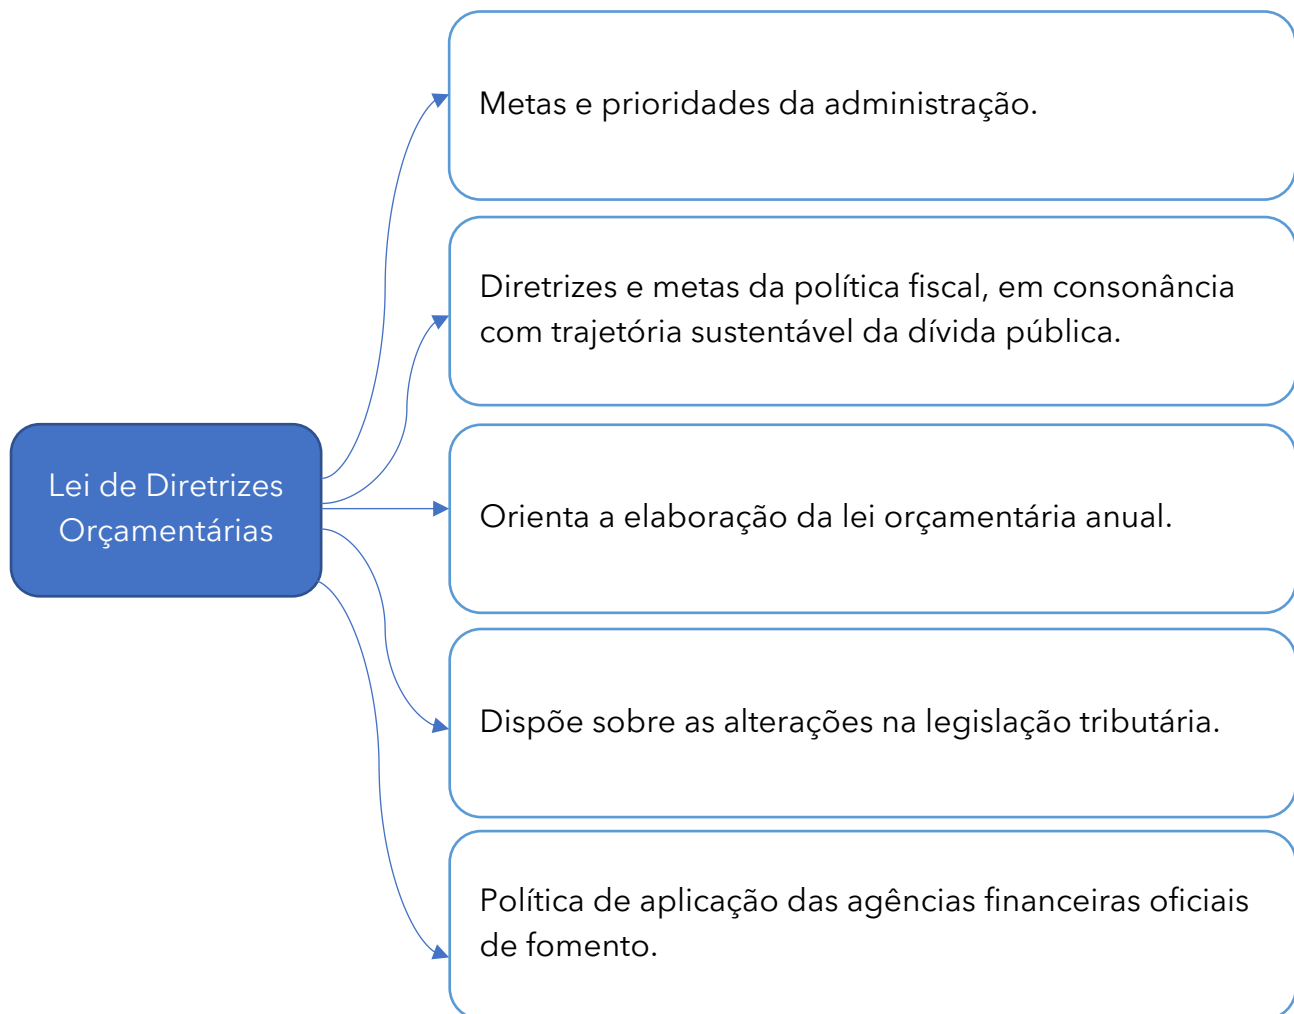 Metas e prioridades da administração.
Diretrizes e metas da política fiscal, em consonância
com trajetória sustentável da dívida pública.
Lei de Diretrizes
Orçamentárias
Orienta a elaboração da lei orçamentária anual.
Dispõe sobre as alterações na legislação tributária.
Política de aplicação das agências financeiras oficiais
de fomento.